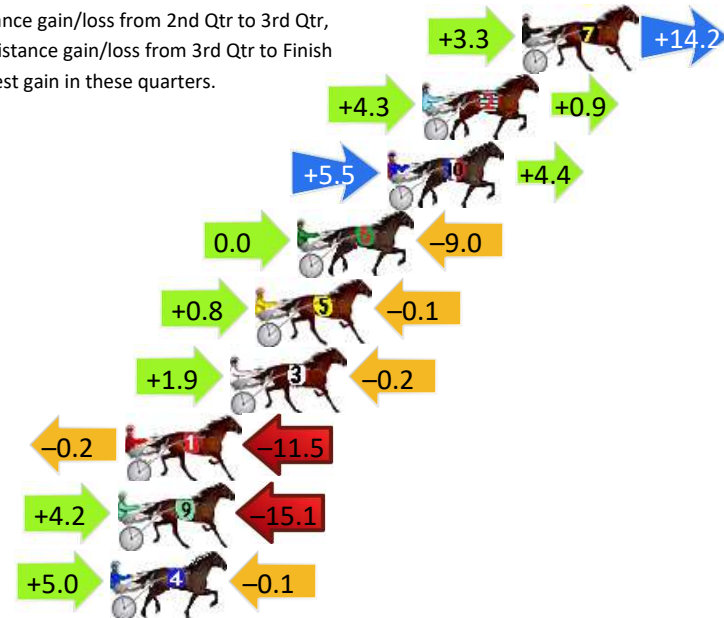 ance gain/loss from 2nd Qtr to 3rd Qtr,
istance gain/loss from 3rd Qtr to Finish
est gain in these quarters.
+3.3 7 +14.2
+4.3 2 +0.9
+5.5 10 +4.4
0.0 6 –9.0
+0.8 5 –0.1
+1.9 3 –0.2
–0.2 1 –11.5
+4.2 9 –15.1
+5.0 4 –0.1